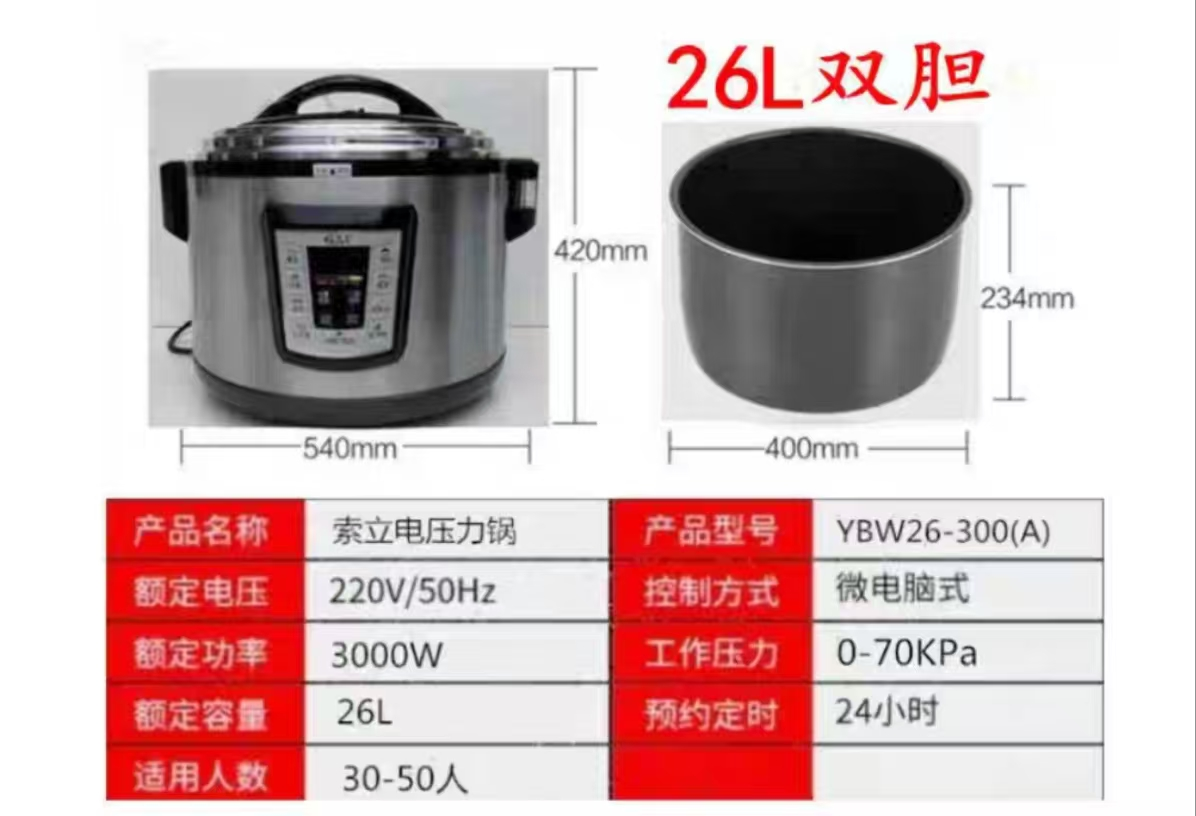 26L双胆
420mm
234mm
540mm
400mm
产品名称 索立电压力锅 产品型号 YBW26-300(A)
额定电压 220V/50Hz 控制方式 微电脑式
额定功率 3000W 工作压力 0-70KPa
额定容量 26L 预约定时 24小时
适用人数 30-50人